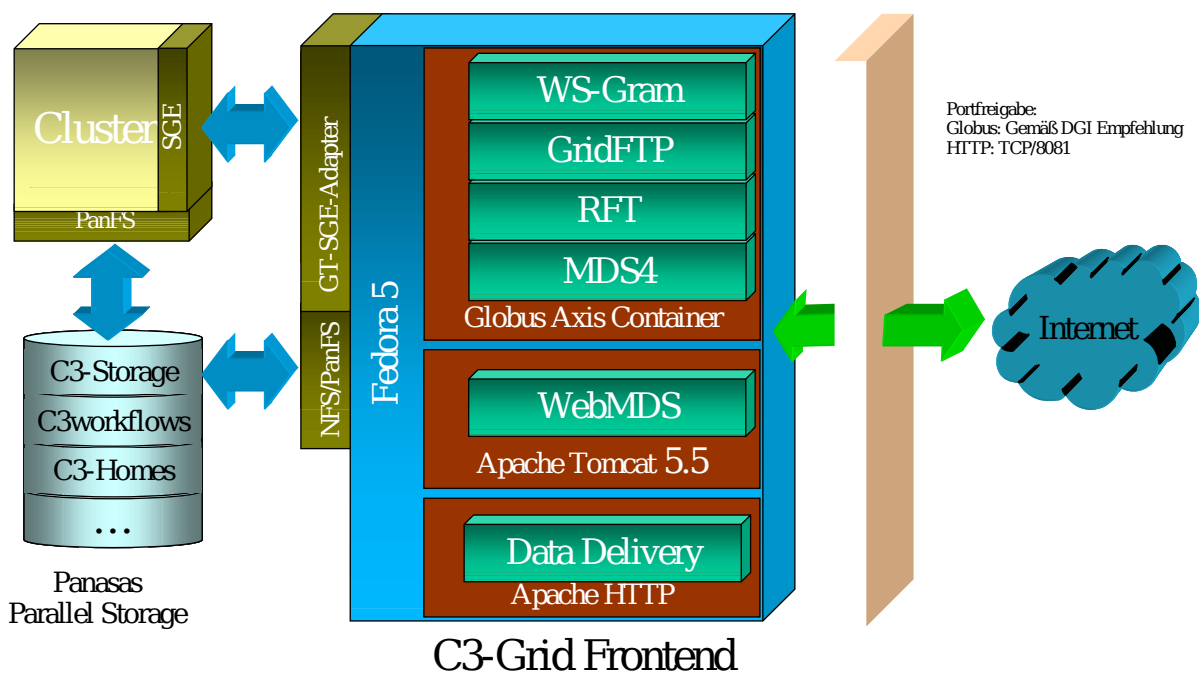 Cluster
SGE
PanFS
C3-Storage
C3workflows
C3-Homes
...
Panasas
Parallel Storage
GT-SGE-Adapter
NFS/PanFS
Fedora 5
WS-Gram
GridFTP
RFT
MDS4
Globus Axis Container
WebMDS
Apache Tomcat 5.5
Data Delivery
Apache HTTP
C3-Grid Frontend
Portfreigabe:
Globus: Gemäß DGI Empfehlung
HTTP: TCP/8081
Internet